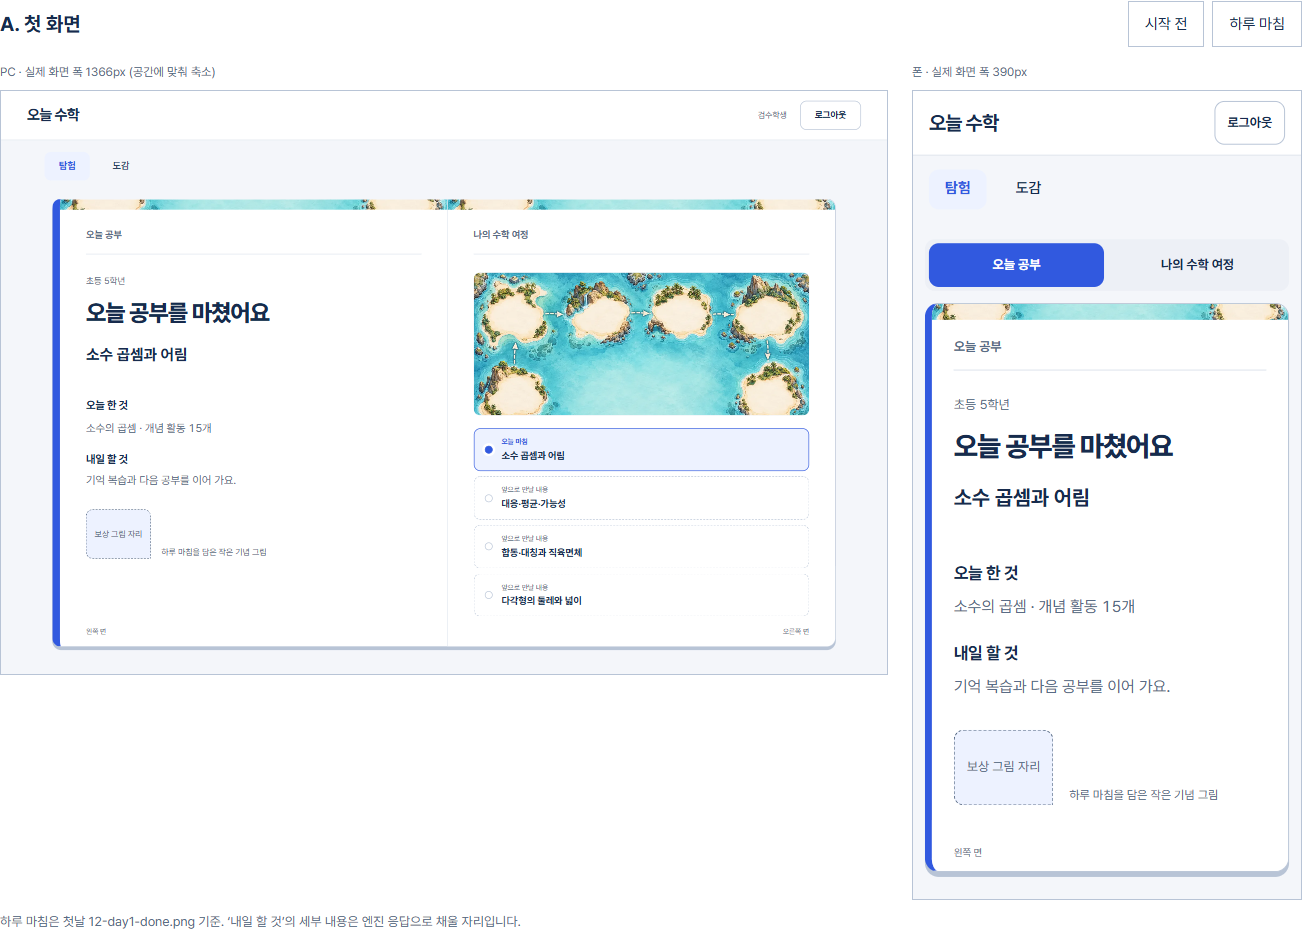 A. 첫 화면
시작 전
하루 마침
PC · 실제 화면 폭 1366px (공간에 맞춰 축소)
오늘 수학
검수학생
로그아웃
탐험
도감
오늘 공부
초등 5학년
오늘 공부를 마쳤어요
소수 곱셈과 어림
오늘 한 것
소수의 곱셈 · 개념 활동 15개
내일 할 것
기억 복습과 다음 공부를 이어 가요.
보상 그림 자리
하루 마침을 담은 작은 기념 그림
왼쪽 면
나의 수학 여정
오늘 마침
소수 곱셈과 어림
앞으로 만날 내용
대응·평균·가능성
앞으로 만날 내용
합동·대칭과 직육면체
앞으로 만날 내용
다각형의 둘레와 넓이
오른쪽 면
폰 · 실제 화면 폭 390px
오늘 수학
로그아웃
탐험
도감
오늘 공부
나의 수학 여정
오늘 공부
초등 5학년
오늘 공부를 마쳤어요
소수 곱셈과 어림
오늘 한 것
소수의 곱셈 · 개념 활동 15개
내일 할 것
기억 복습과 다음 공부를 이어 가요.
보상 그림 자리
하루 마침을 담은 작은 기념 그림
왼쪽 면
하루 마침은 첫날 12-day1-done.png 기준. ‘내일 할 것’의 세부 내용은 엔진 응답으로 채울 자리입니다.